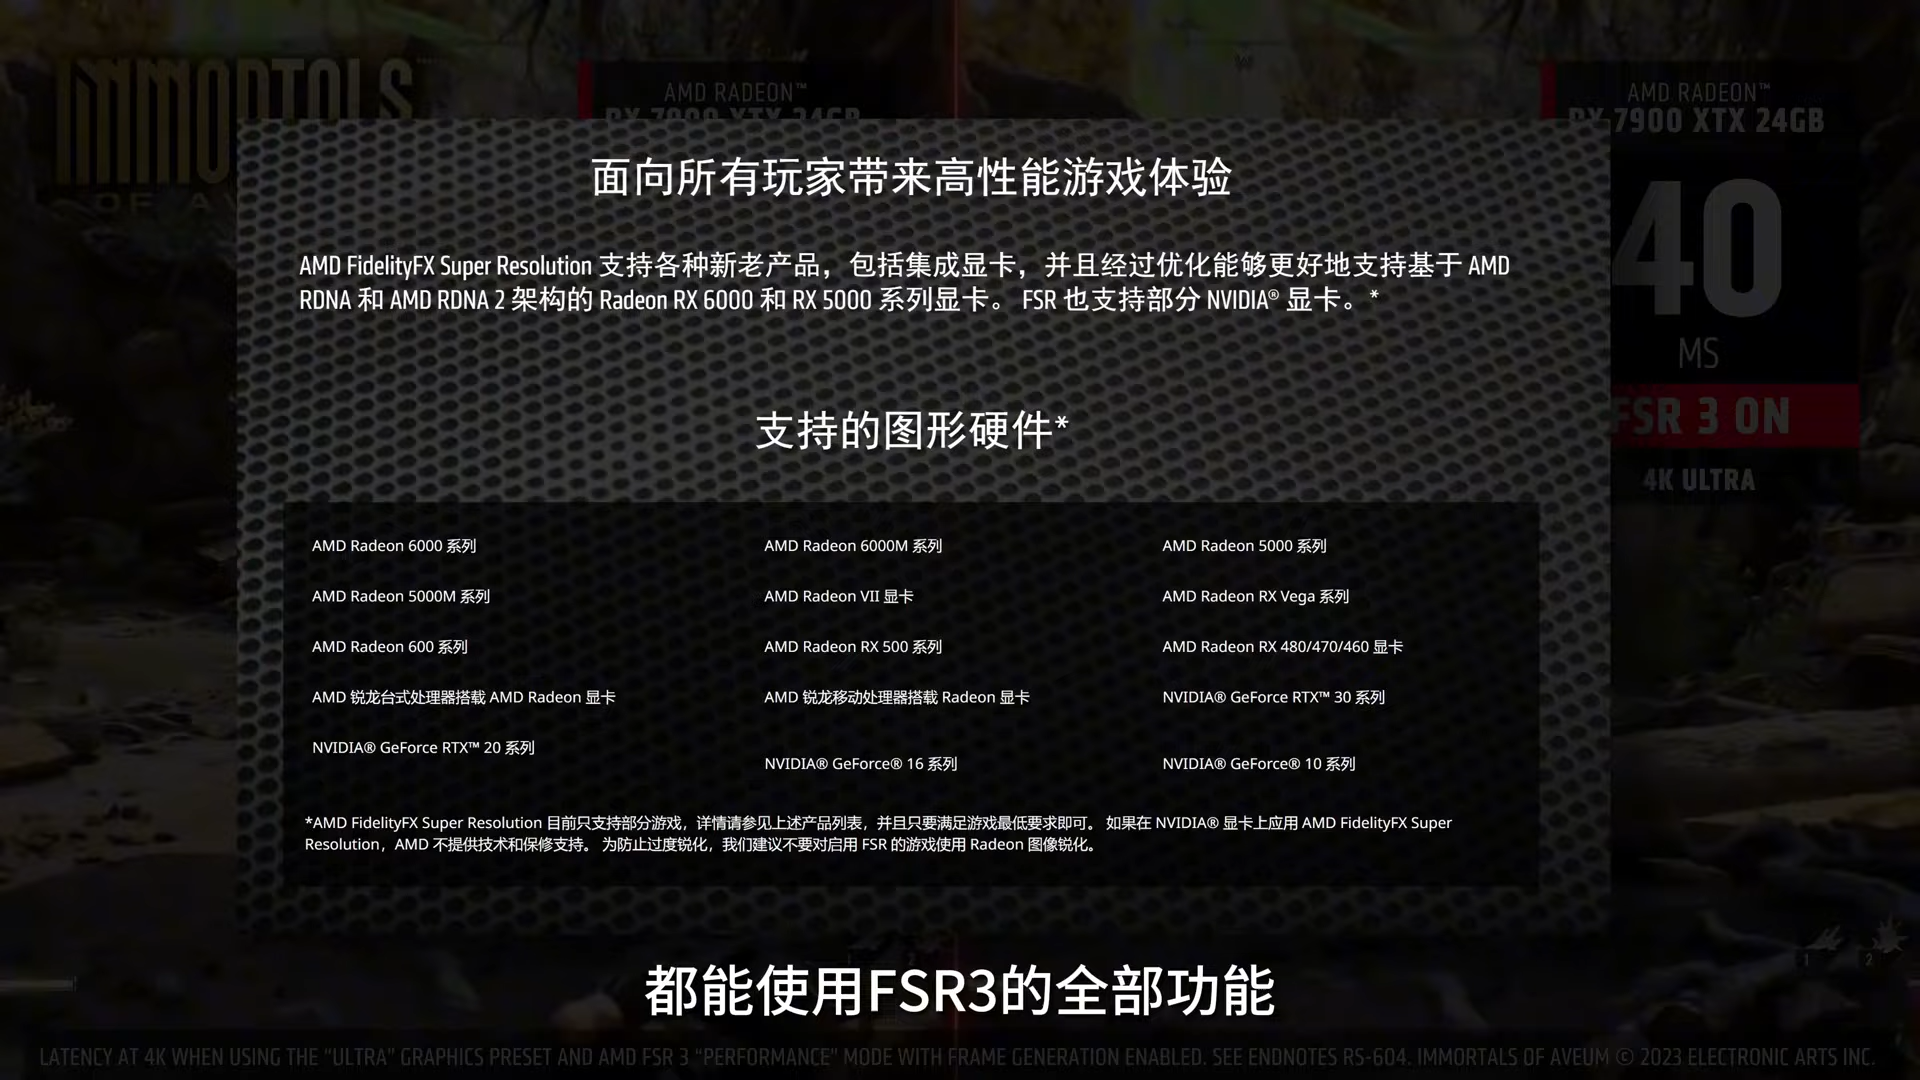 IMMORTALS
OF AV
AMD RADEON™
RX 7900 XTX 24GB
AMD RADEON™
RX 7900 XTX 24GB
40
MS
FSR 3 ON
4K ULTRA
面向所有玩家带来高性能游戏体验
AMD FidelityFX Super Resolution 支持各种新老产品，包括集成显卡，并且经过优化能够更好地支持基于 AMD
RDNA 和 AMD RDNA 2 架构的 Radeon RX 6000 和 RX 5000 系列显卡。 FSR 也支持部分 NVIDIA® 显卡。*
支持的图形硬件*
AMD Radeon 6000 系列
AMD Radeon 6000M 系列
AMD Radeon 5000 系列
AMD Radeon 5000M 系列
AMD Radeon VII 显卡
AMD Radeon RX Vega 系列
AMD Radeon 600 系列
AMD Radeon RX 500 系列
AMD Radeon RX 480/470/460 显卡
AMD 锐龙台式处理器搭载 AMD Radeon 显卡
AMD 锐龙移动处理器搭载 Radeon 显卡
NVIDIA® GeForce RTX™ 30 系列
NVIDIA® GeForce RTX™ 20 系列
NVIDIA® GeForce® 16 系列
NVIDIA® GeForce® 10 系列
*AMD FidelityFX Super Resolution 目前只支持部分游戏，详情请参见上述产品列表，并且只要满足游戏最低要求即可。 如果在 NVIDIA® 显卡上应用 AMD FidelityFX Super
Resolution，AMD 不提供技术和保修支持。 为防止过度锐化，我们建议不要对启用 FSR 的游戏使用 Radeon 图像锐化。
1
2
都能使用FSR3的全部功能
LATENCY AT 4K WHEN USING THE “ULTRA” GRAPHICS PRESET AND AMD FSR 3 “PERFORMANCE” MODE WITH FRAME GENERATION ENABLED. SEE ENDNOTES RS-604. IMMORTALS OF AVEUM © 2023 ELECTRONIC ARTS INC.